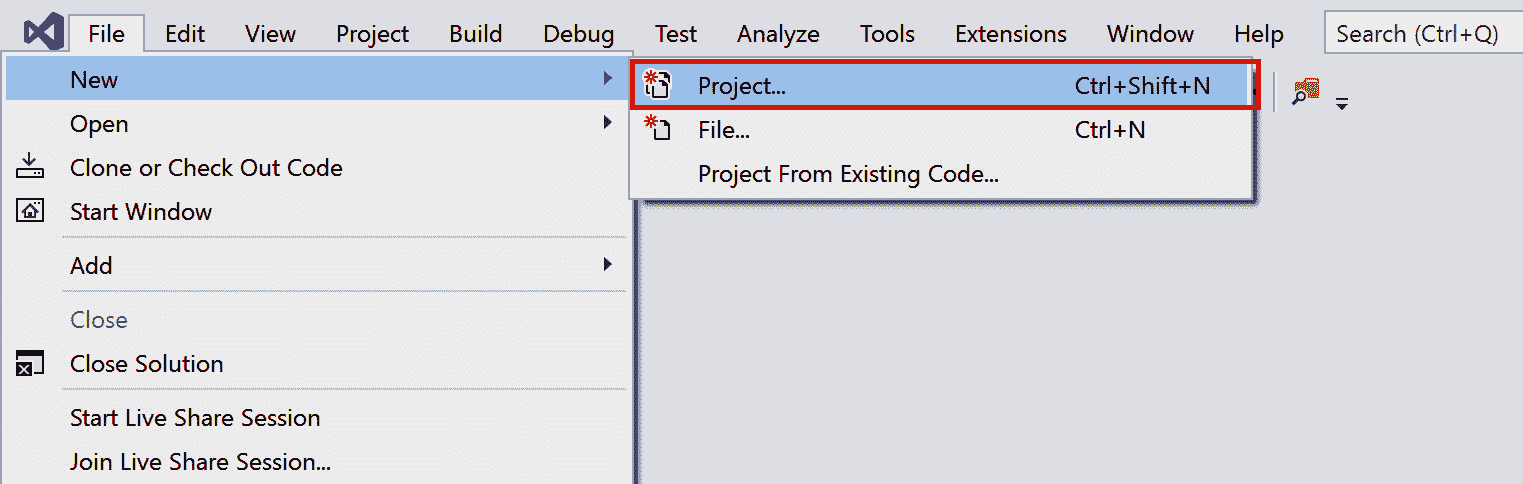 File Edit View Project Build Debug Test Analyze Tools Extensions Window Help Search (Ctrl+Q)
New
Project... Ctrl+Shift+N
Open
File... Ctrl+N
Clone or Check Out Code
Project From Existing Code...
Start Window
Add
Close
Close Solution
Start Live Share Session
Join Live Share Session...